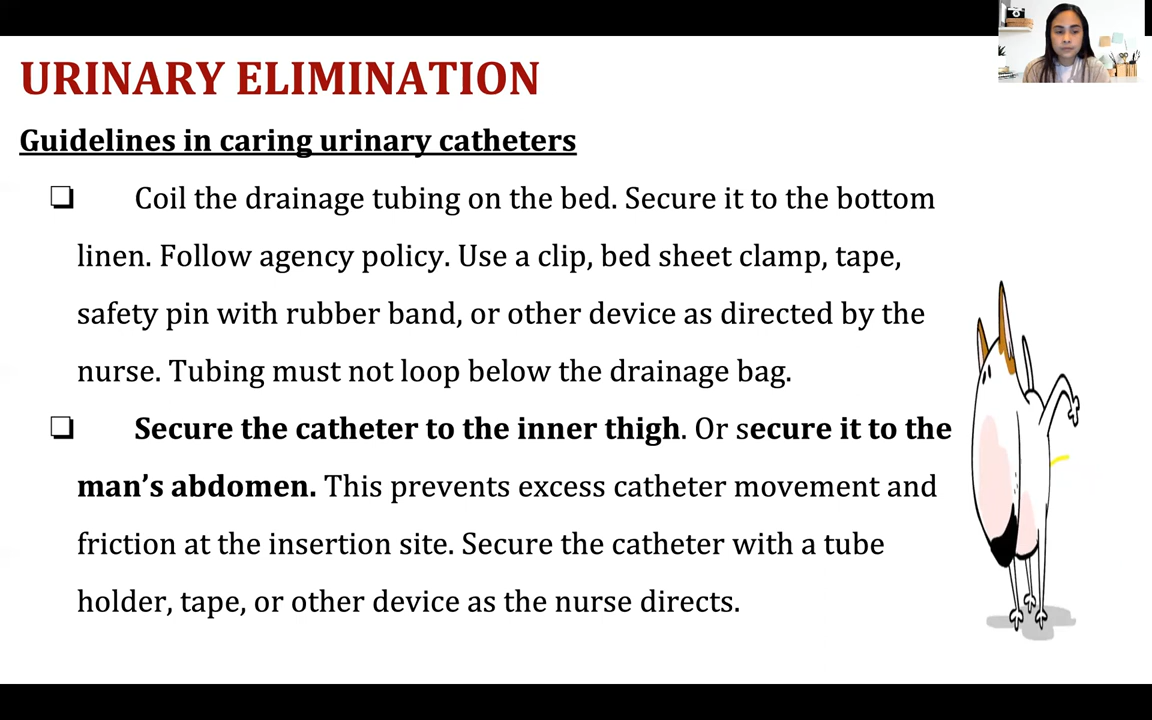 URINARY ELIMINATION
Guidelines in caring urinary catheters
❏ Coil the drainage tubing on the bed. Secure it to the bottom
linen. Follow agency policy. Use a clip, bed sheet clamp, tape,
safety pin with rubber band, or other device as directed by the
nurse. Tubing must not loop below the drainage bag.
❏ Secure the catheter to the inner thigh. Or secure it to the
man’s abdomen. This prevents excess catheter movement and
friction at the insertion site. Secure the catheter with a tube
holder, tape, or other device as the nurse directs.